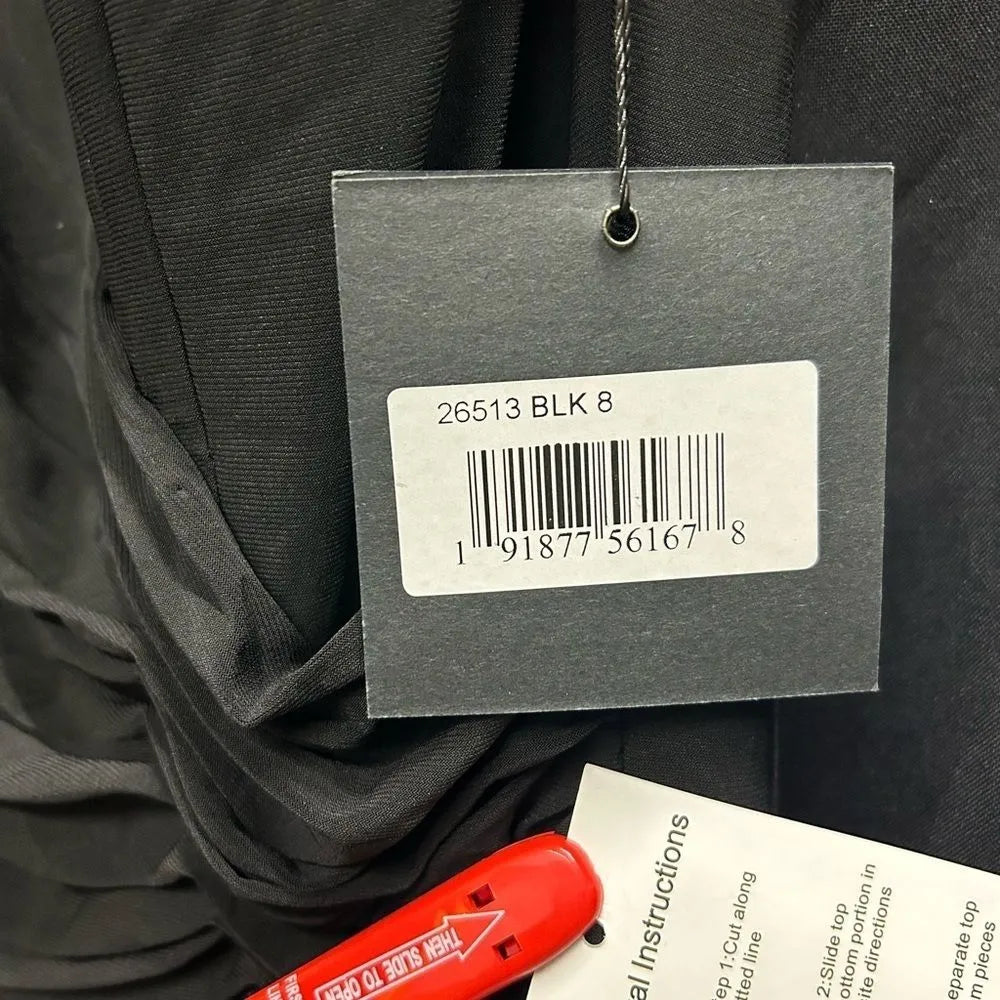 26513 BLK 8
1 91877 56167 8
THEN SLIDE TO OPEN
al Instructions
ep 1:Cut along
tted line
2:Slide top
ottom portion in
ite directions
eparate top
m pieces